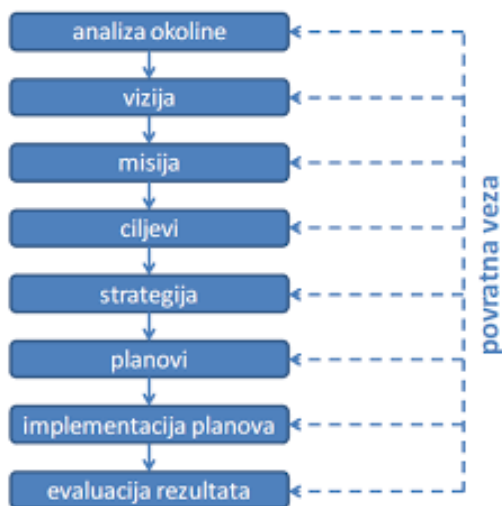 analiza okoline
vizija
misija
ciljevi
strategija
planovi
implementacija planova
evaluacija rezultata
povratna veza